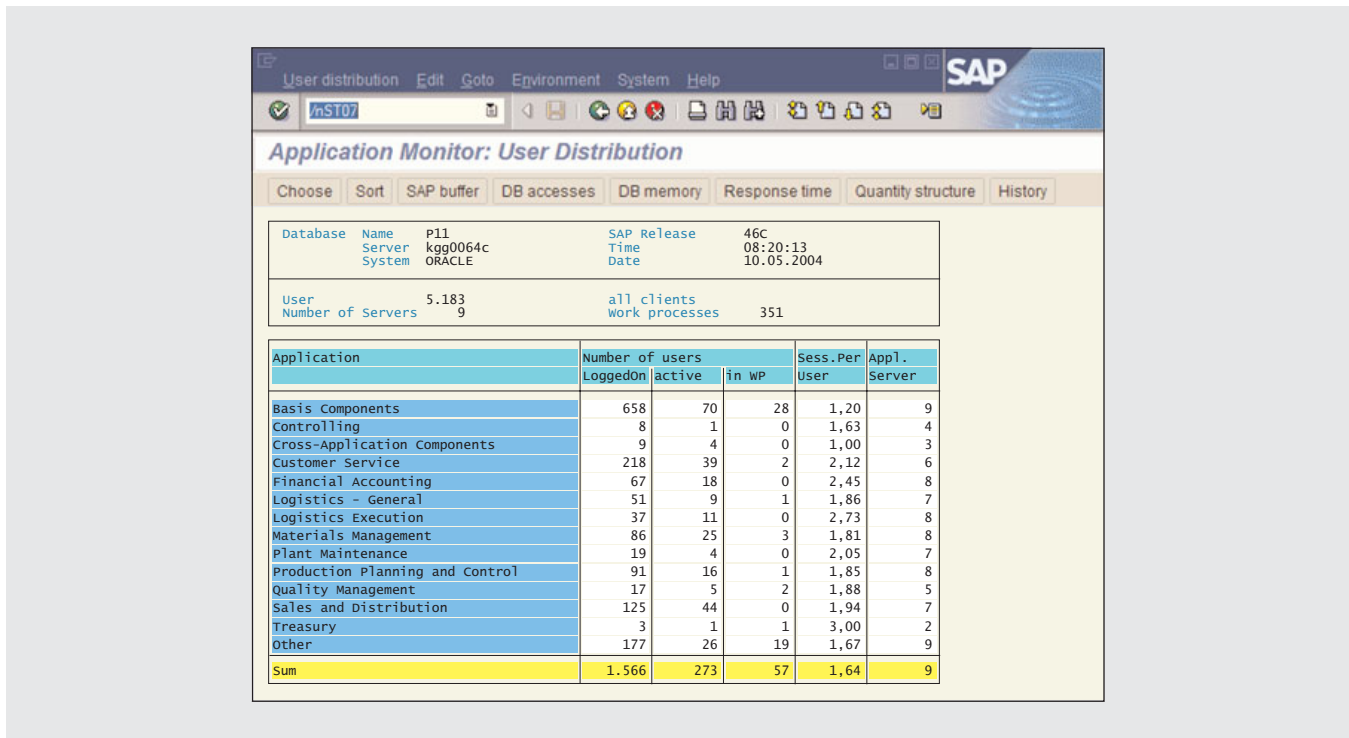 User distribution Edit Goto Environment System Help
SAP
/nST07
Application Monitor: User Distribution
Choose Sort SAP buffer DB accesses DB memory Response time Quantity structure History
Database Name P11 SAP Release 46C
Server kgg0064c Time 08:20:13
System ORACLE Date 10.05.2004
User 5.183 all clients
Number of Servers 9 Work processes 351
Application Number of users Sess.Per Appl.
LoggedOn active in WP User Server
Basis Components 658 70 28 1,20 9
Controlling 8 1 0 1,63 4
Cross-Application Components 9 4 0 1,00 3
Customer Service 218 39 2 2,12 6
Financial Accounting 67 18 0 2,45 8
Logistics - General 51 9 1 1,86 7
Logistics Execution 37 11 0 2,73 8
Materials Management 86 25 3 1,81 8
Plant Maintenance 19 4 0 2,05 7
Production Planning and Control 91 16 1 1,85 8
Quality Management 17 5 2 1,88 5
Sales and Distribution 125 44 0 1,94 7
Treasury 3 1 1 3,00 2
Other 177 26 19 1,67 9
Sum 1.566 273 57 1,64 9